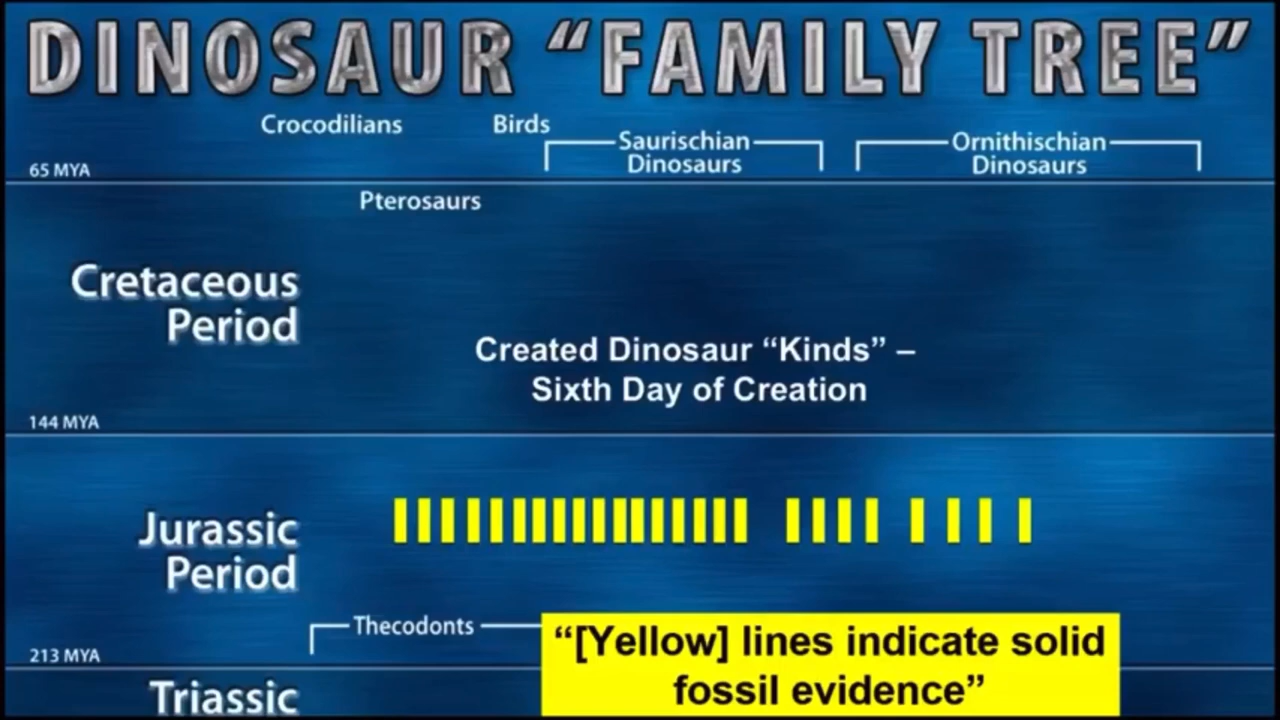 DINOSAUR “FAMILY TREE”
Crocodilians
Birds
Saurischian
Dinosaurs
Ornithischian
Dinosaurs
65 MYA
Pterosaurs
Cretaceous
Period
Created Dinosaur “Kinds” –
Sixth Day of Creation
144 MYA
Jurassic
Period
Thecodonts
“[Yellow] lines indicate solid
fossil evidence”
213 MYA
Triassic